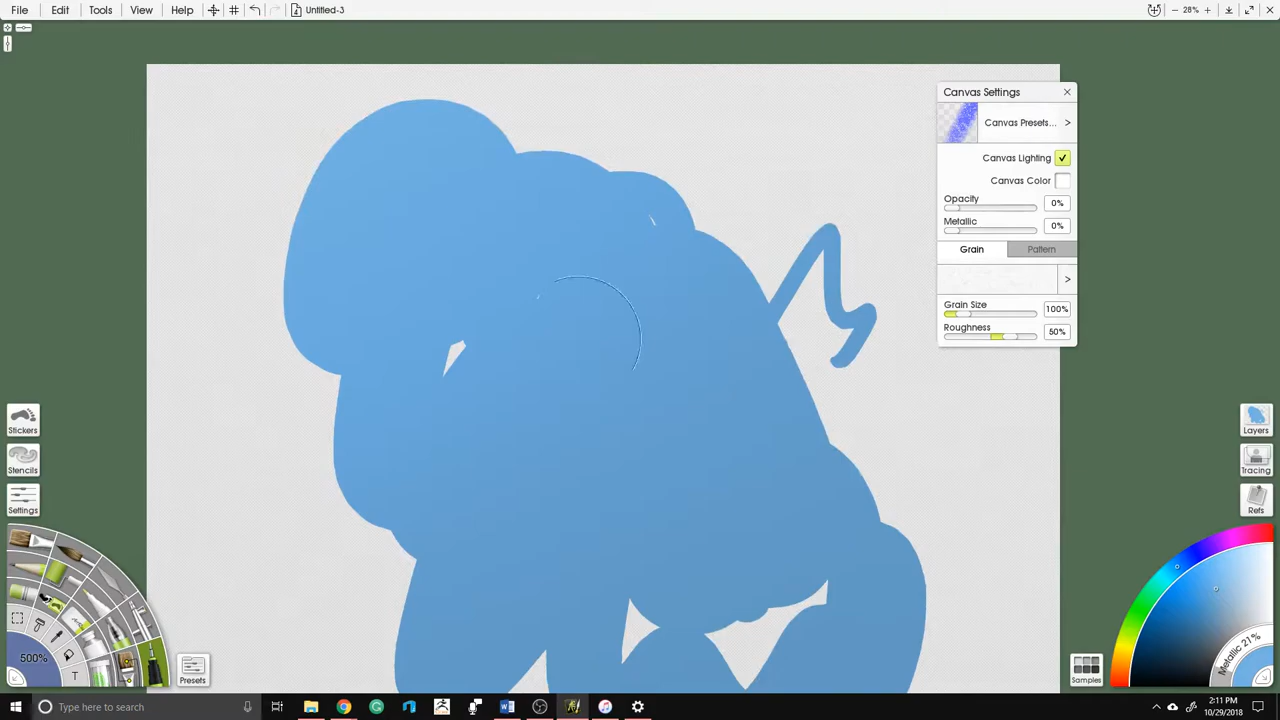 File Edit Tools View Help Untitled-3 28%
Canvas Settings
Canvas Presets... >
Canvas Lighting
Canvas Color
Opacity 0%
Metallic 0%
Grain Pattern
>
Grain Size 100%
Roughness 50%
Stickers
Stencils
Settings
Layers
Tracing
Refs
500%
T
Presets
Metallic 21%
Samples
Type here to search
2:11 PM
10/29/2018